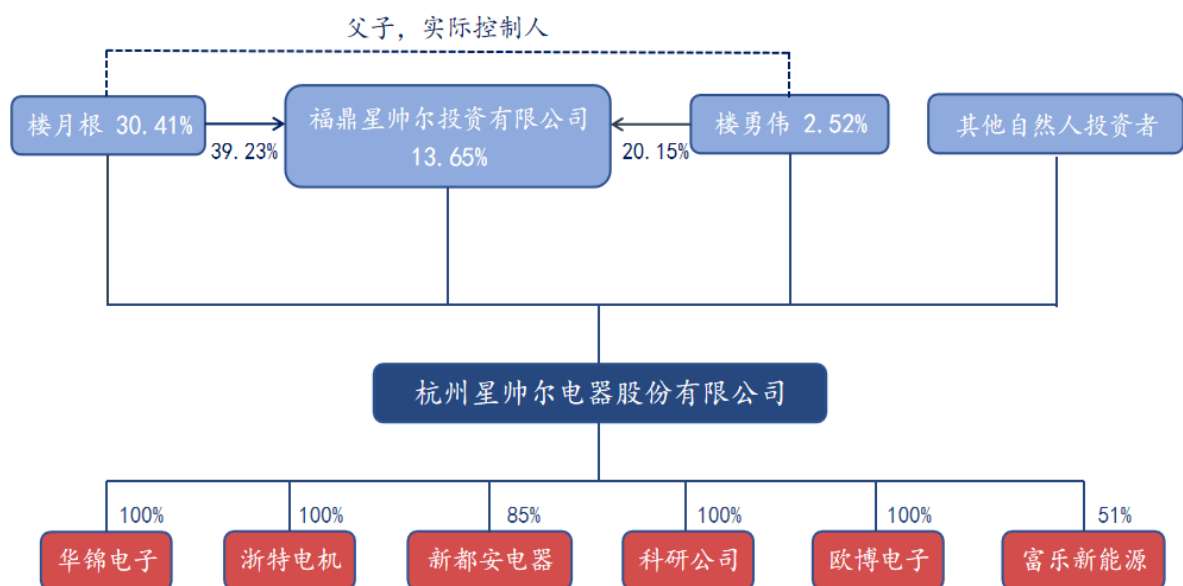 父子，实际控制人
楼月根 30.41%
福鼎星帅尔投资有限公司
13.65%
楼勇伟 2.52%
其他自然人投资者
39.23%
20.15%
杭州星帅尔电器股份有限公司
100%
100%
85%
100%
100%
51%
华锦电子
浙特电机
新都安电器
科研公司
欧博电子
富乐新能源